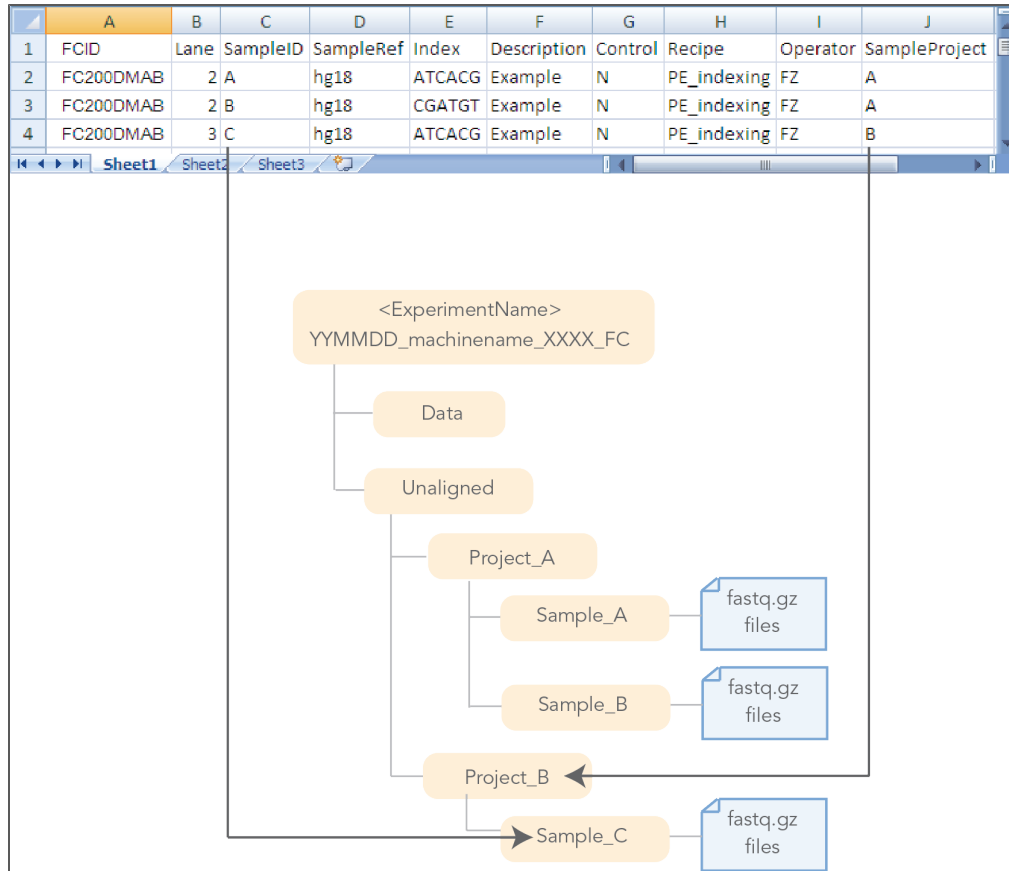 A B C D E F G H I J
1 FCID Lane SampleID SampleRef Index Description Control Recipe Operator SampleProject
2 FC200DMAB 2 A hg18 ATCACG Example N PE_indexing FZ A
3 FC200DMAB 2 B hg18 CGATGT Example N PE_indexing FZ A
4 FC200DMAB 3 C hg18 ATCACG Example N PE_indexing FZ B
Sheet1 Sheet2 Sheet3
<ExperimentName>
YYMMDD_machinename_XXXX_FC
Data
Unaligned
Project_A
Sample_A
fastq.gz
files
Sample_B
fastq.gz
files
Project_B
Sample_C
fastq.gz
files